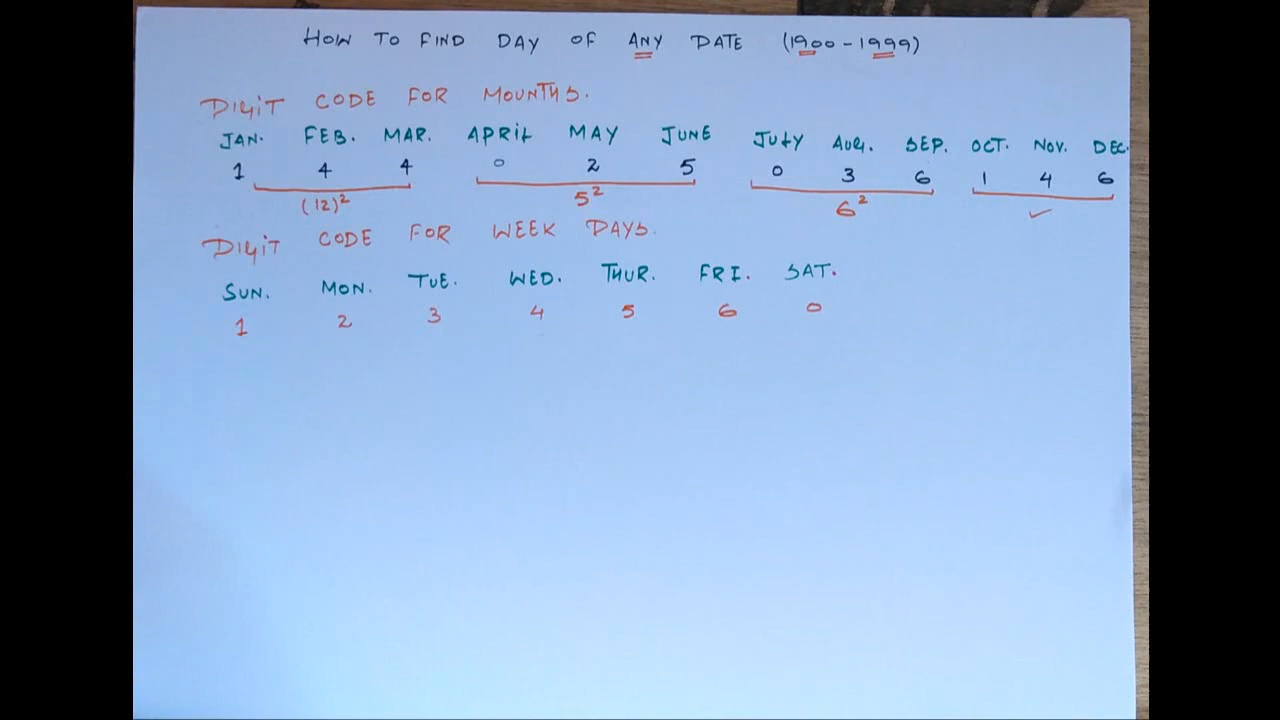 HOW TO FIND DAY OF ANY DATE (1900-1999)
DIGIT CODE FOR MOUNTHS.
JAN. FEB. MAR. APRIL MAY JUNE JULY AUG. SEP. OCT. NOV. DEC.
1 4 4 0 2 5 0 3 6 1 4 6
(12)² 5² 6² ✓
DIGIT CODE FOR WEEK DAYS.
SUN. MON. TUE. WED. THUR. FRI. SAT.
1 2 3 4 5 6 0